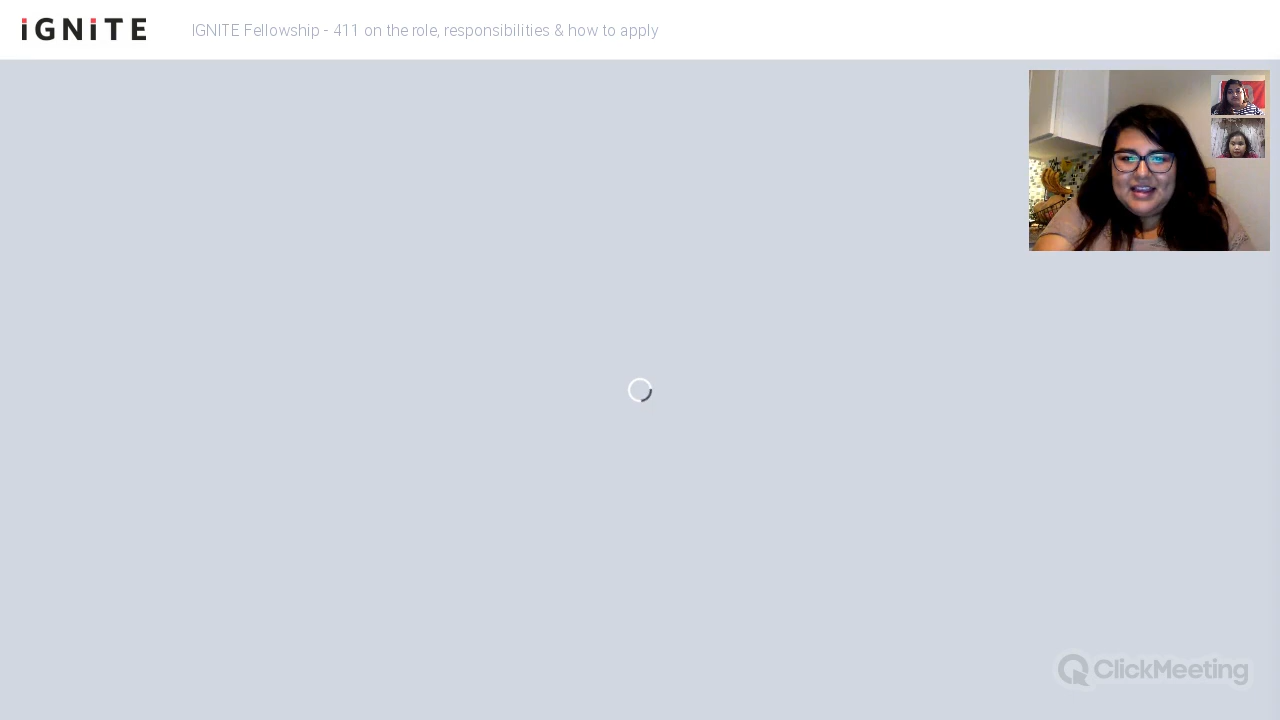 IGNITE
IGNITE Fellowship - 411 on the role, responsibilities & how to apply
ClickMeeting